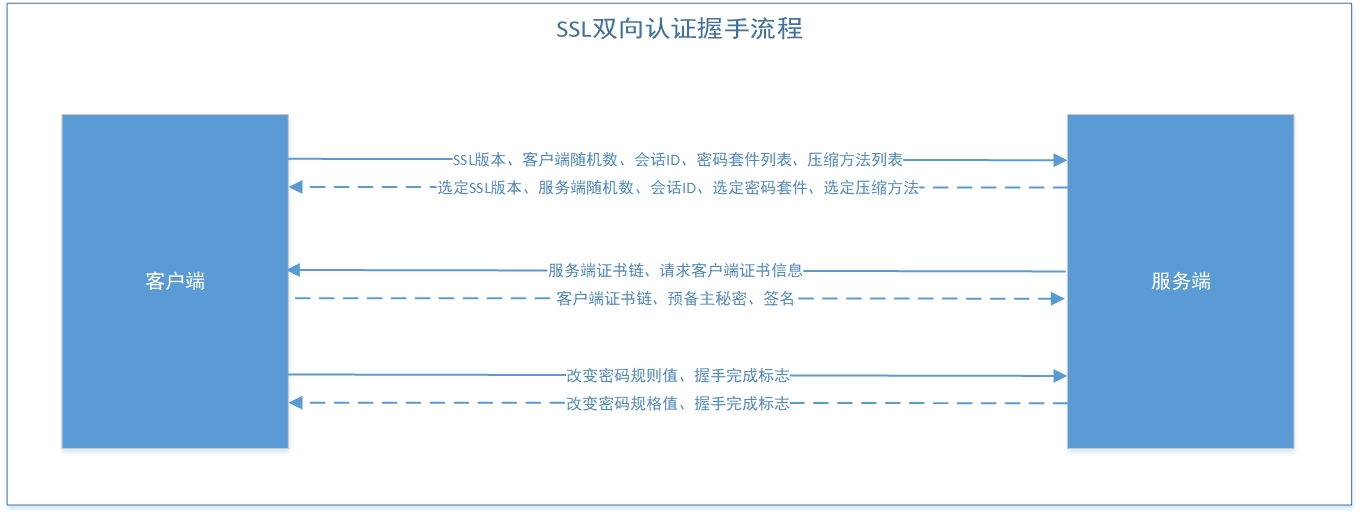 SSL双向认证握手流程
SSL版本、客户端随机数、会话ID、密码套件列表、压缩方法列表
选定SSL版本、服务端随机数、会话ID、选定密码套件、选定压缩方法
服务端证书链、请求客户端证书信息
客户端
服务端
客户端证书链、预备主秘密、签名
改变密码规则值、握手完成标志
改变密码规格值、握手完成标志